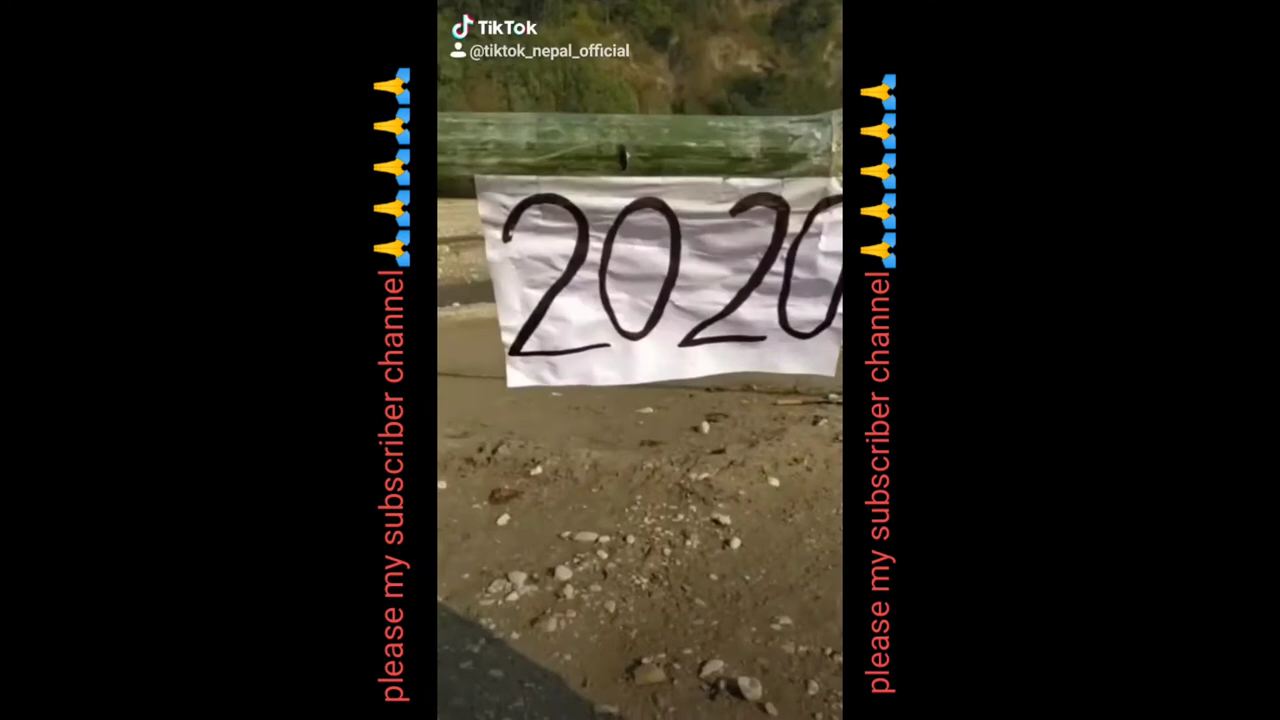 TikTok
@tiktok_nepal_official
2020
please my subscriber channel🙏🙏🙏🙏🙏
please my subscriber channel🙏🙏🙏🙏🙏